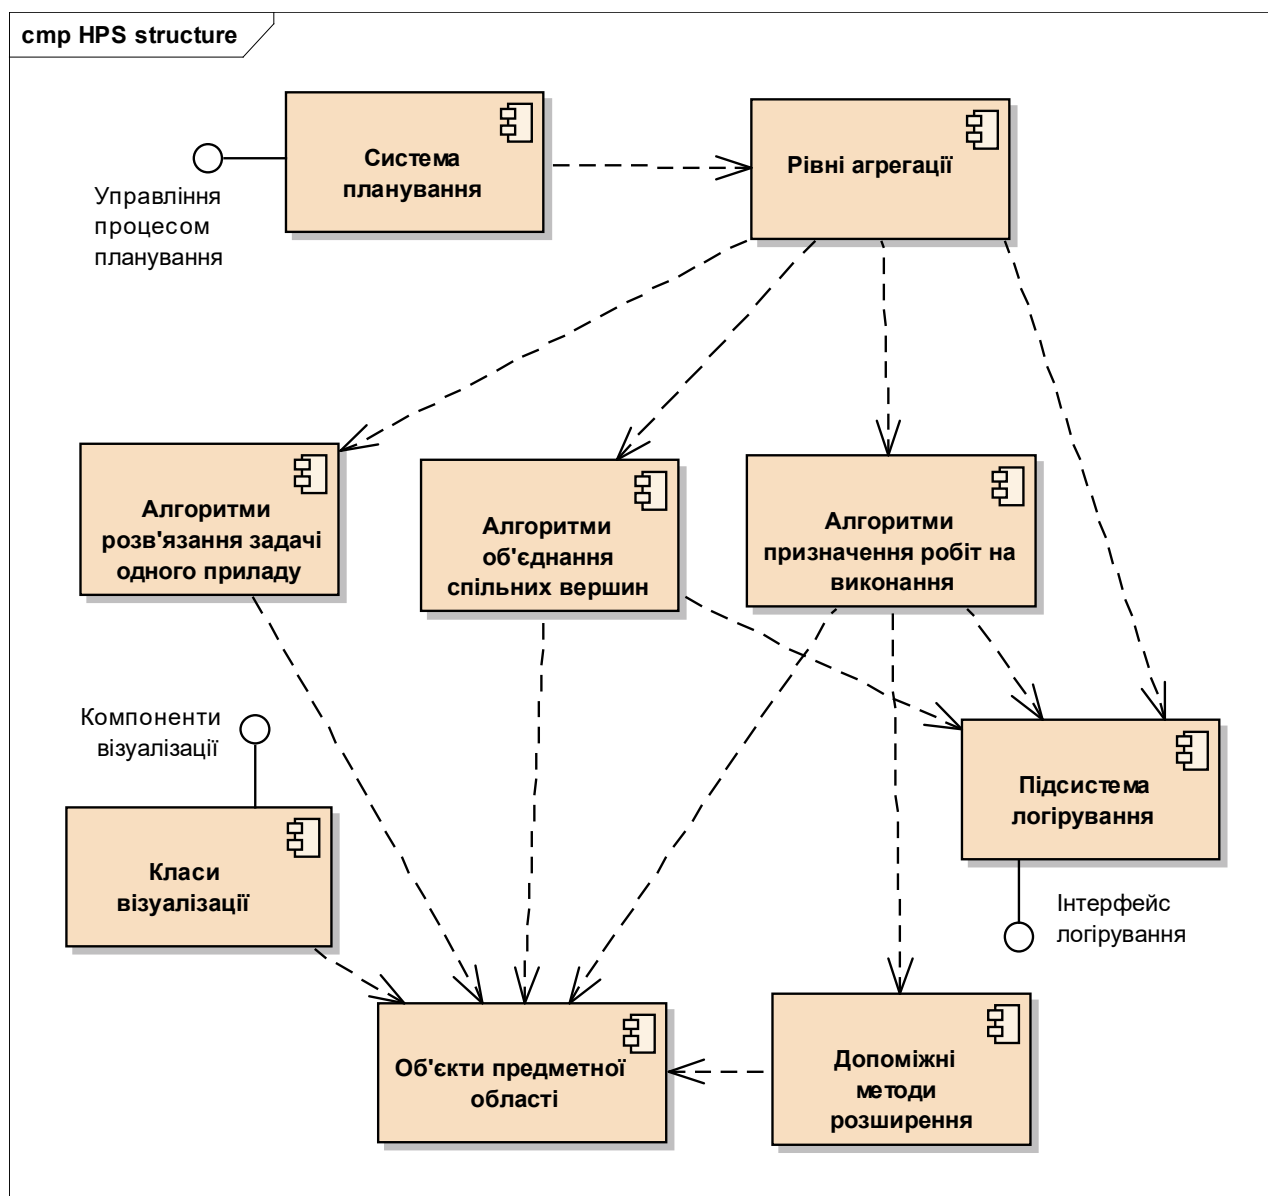 cmp HPS structure
Система
планування
Рівні агрегації
Управління
процесом
планування
Алгоритми
розв'язання задачі
одного приладу
Алгоритми
об'єднання
спільних вершин
Алгоритми
призначення робіт на
виконання
Компоненти
візуалізації
Підсистема
логірування
Класи
візуалізації
Інтерфейс
логірування
Об'єкти предметної
області
Допоміжні
методи
розширення